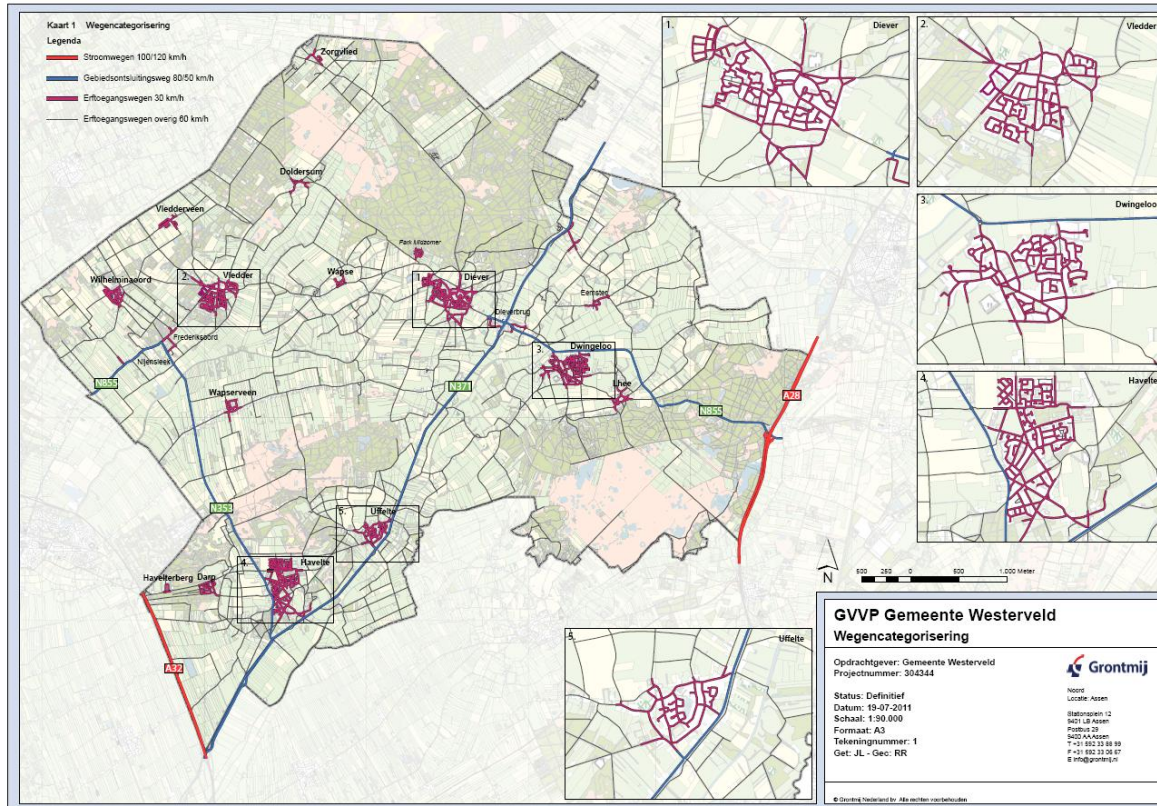 Kaart 1 Wegencategorisering
Legenda
Stroomwegen 100/120 km/h
Gebiedsontsluitingsweg 80/50 km/h
Erftoegangswegen 30 km/h
Erftoegangswegen overig 60 km/h
Zorgvlied
Doldersum
Vledderveen
Park Midzomer
Wilhelminaoord
2.
Vledder
Wapse
1.
Diever
Eemster
Dieverbrug
Frederiksoord
Nijensleek
3.
Dwingeloo
N855
N371
Lhee
A28
Wapserveen
N855
N353
5.
Uffelte
4.
Havelte
Havelterberg
Darp
A32
1.
Diever
2.
Vledder
3.
Dwingeloo
4.
Havelte
5.
Uffelte
N
500 250 0 500 1.000 Meter
GVVP Gemeente Westerveld
Wegencategorisering
Opdrachtgever: Gemeente Westerveld
Projectnummer: 304344
Status: Definitief
Datum: 19-07-2011
Schaal: 1:90.000
Formaat: A3
Tekeningnummer: 1
Get: JL - Gec: RR
Grontmij
Noord
Locatie: Assen
Stationsplein 12
9401 LB Assen
Postbus 29
9400 AA Assen
T +31 592 33 88 99
F +31 592 33 06 67
E info@grontmij.nl
© Grontmij Nederland bv. Alle rechten voorbehouden